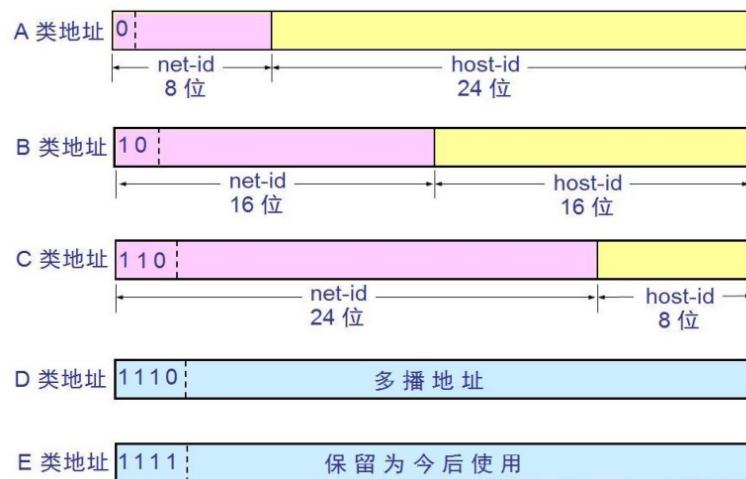 A 类地址 0
net-id host-id
8 位 24 位
B 类地址 10
net-id host-id
16 位 16 位
C 类地址 110
net-id host-id
24 位 8 位
D 类地址 1110 多播地址
E 类地址 1111 保留为今后使用